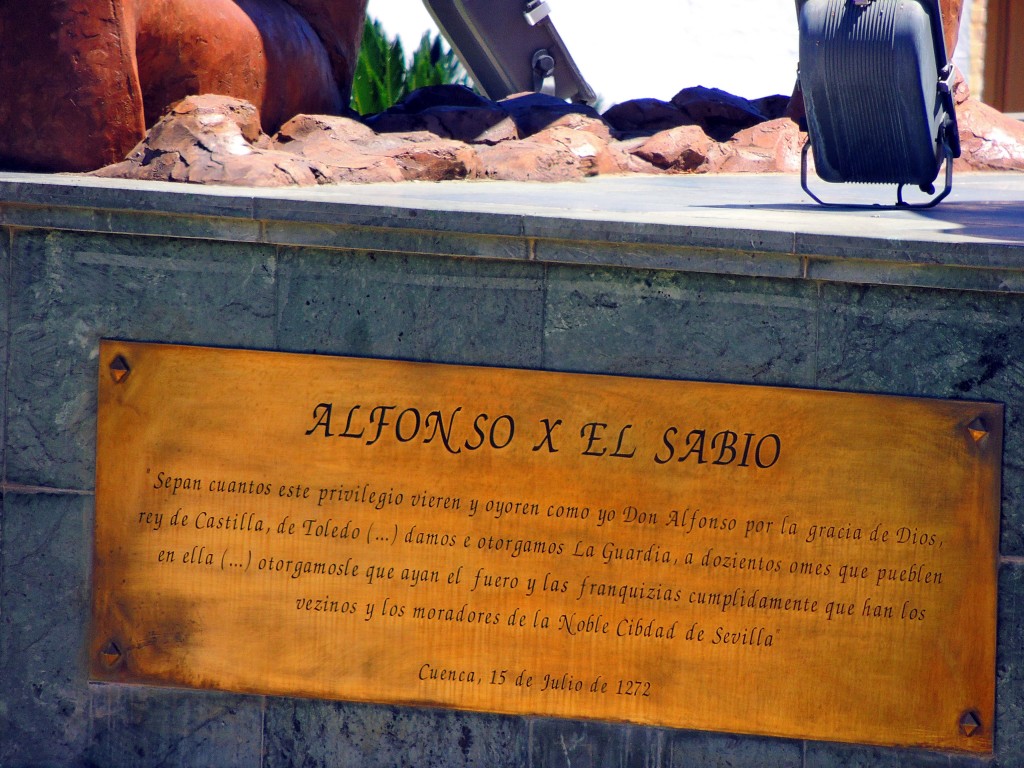 ALFONSO X EL SABIO
"Sepan cuantos este privilegio vieren y oyoren como yo Don Alfonso por la gracia de Dios,
rey de Castilla, de Toledo (...) damos e otorgamos La Guardia, a dozientos omes que pueblen
en ella (...) otorgamosle que ayan el fuero y las franquizias cumplidamente que han los
vezinos y los moradores de la Noble Cibdad de Sevilla"
Cuenca, 15 de Julio de 1272